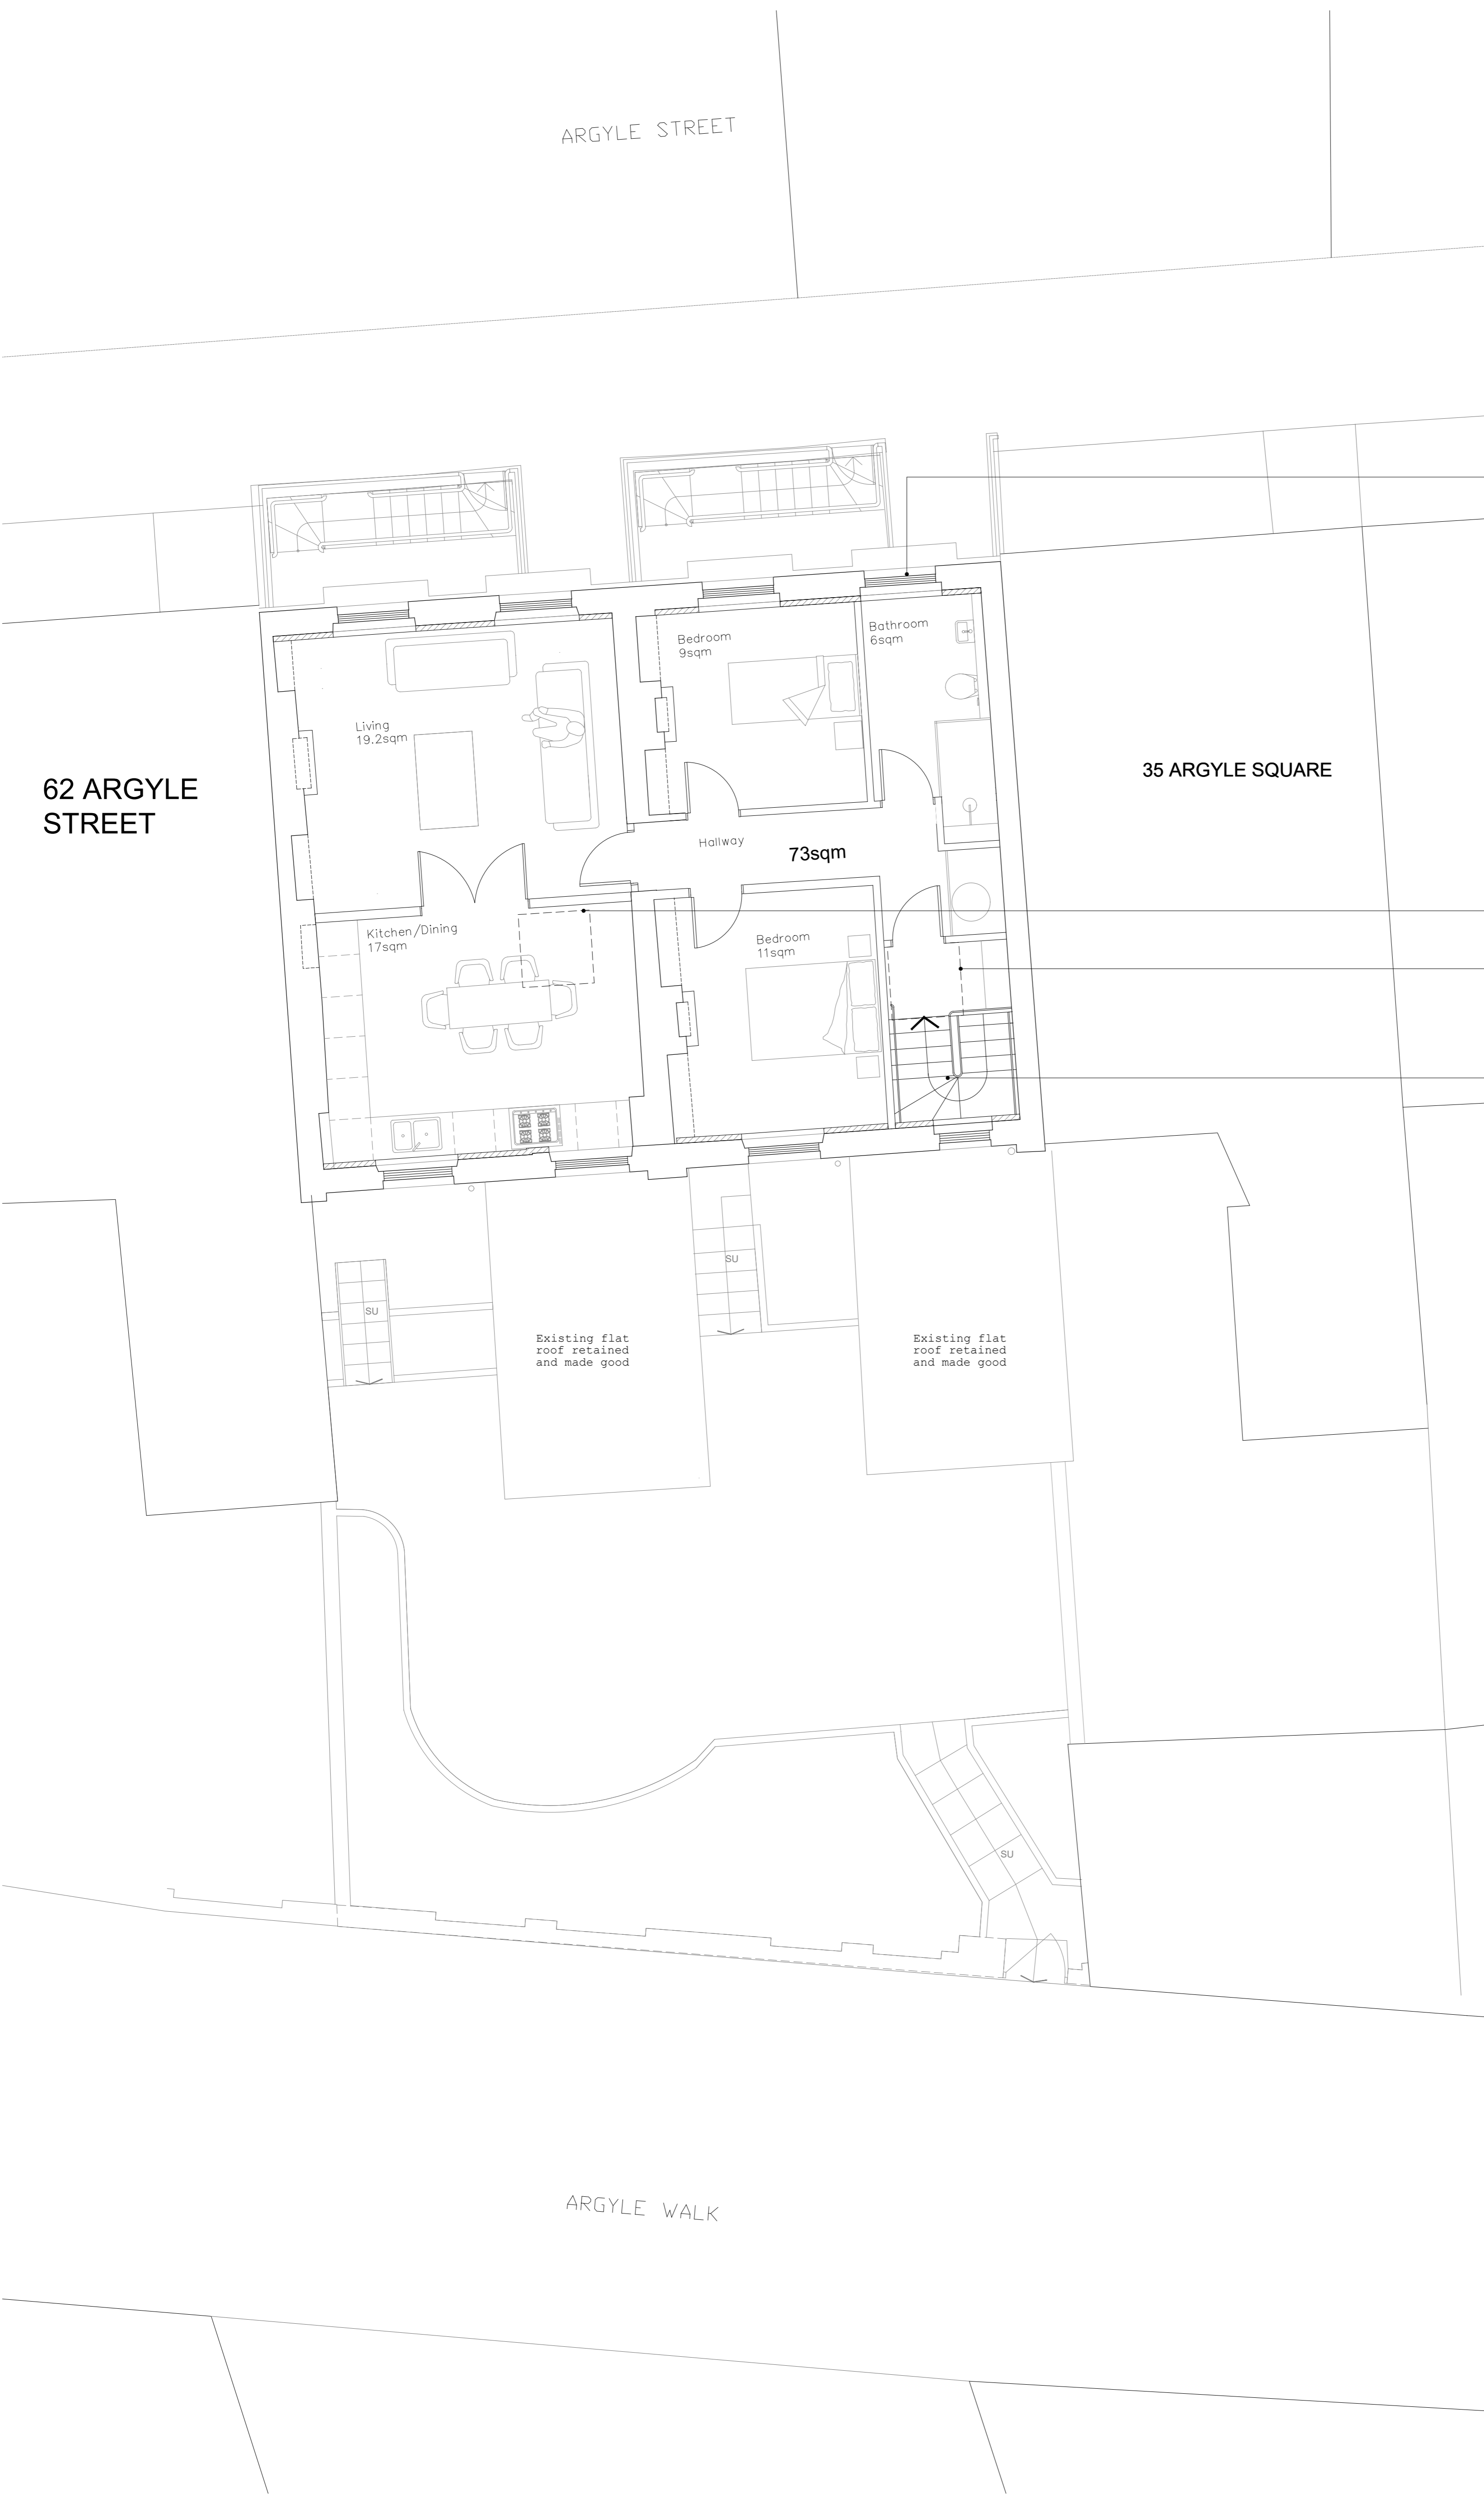 ARGYLE STREET
Bedroom
9sqm
Bathroom
6sqm
Living
19.2sqm
62 ARGYLE
STREET
35 ARGYLE SQUARE
Hallway
73sqm
Kitchen/Dining
17sqm
Bedroom
11sqm
SU
SU
Existing flat
roof retained
and made good
Existing flat
roof retained
and made good
SU
ARGYLE WALK